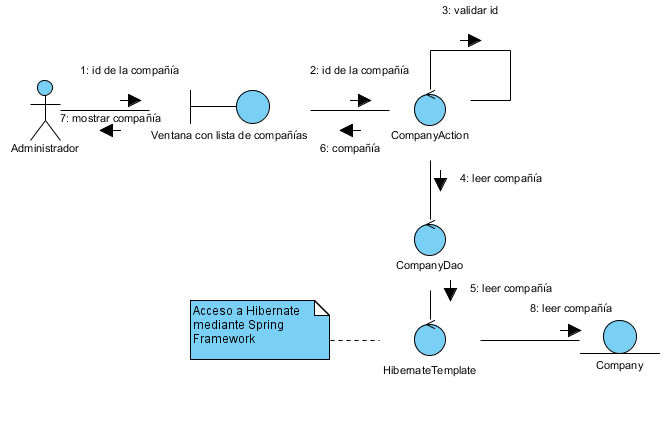 3: validar id
1: id de la compañía
2: id de la compañía
7: mostrar compañía
Administrador
Ventana con lista de compañías
CompanyAction
6: compañía
4: leer compañía
CompanyDao
5: leer compañía
8: leer compañía
Acceso a Hibernate
mediante Spring
Framework
HibernateTemplate
Company